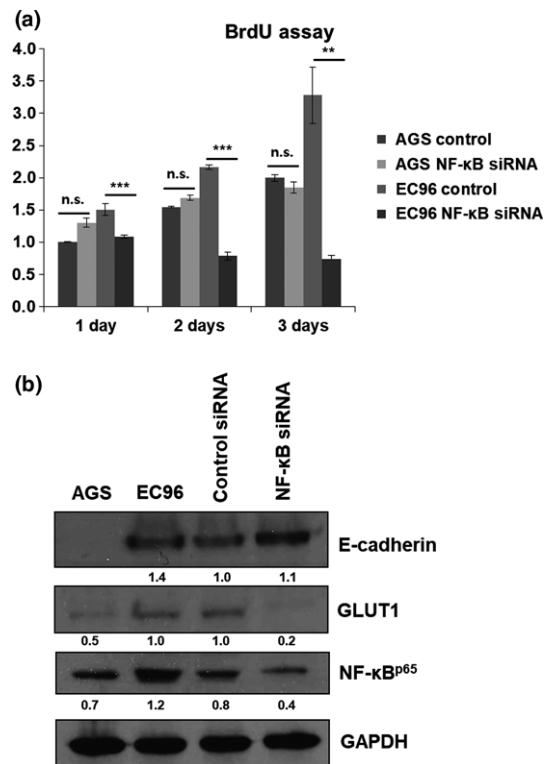 (a)
BrdU assay
4.0
3.5
3.0
2.5
2.0
1.5
1.0
0.5
0.0
n.s. ***
n.s. ***
n.s. **
1 day 2 days 3 days
AGS control
AGS NF-κB siRNA
EC96 control
EC96 NF-κB siRNA
(b)
AGS EC96 Control siRNA NF-κB siRNA
E-cadherin
1.4 1.0 1.1
GLUT1
0.5 1.0 1.0 0.2
NF-κBᵖ⁶⁵
0.7 1.2 0.8 0.4
GAPDH